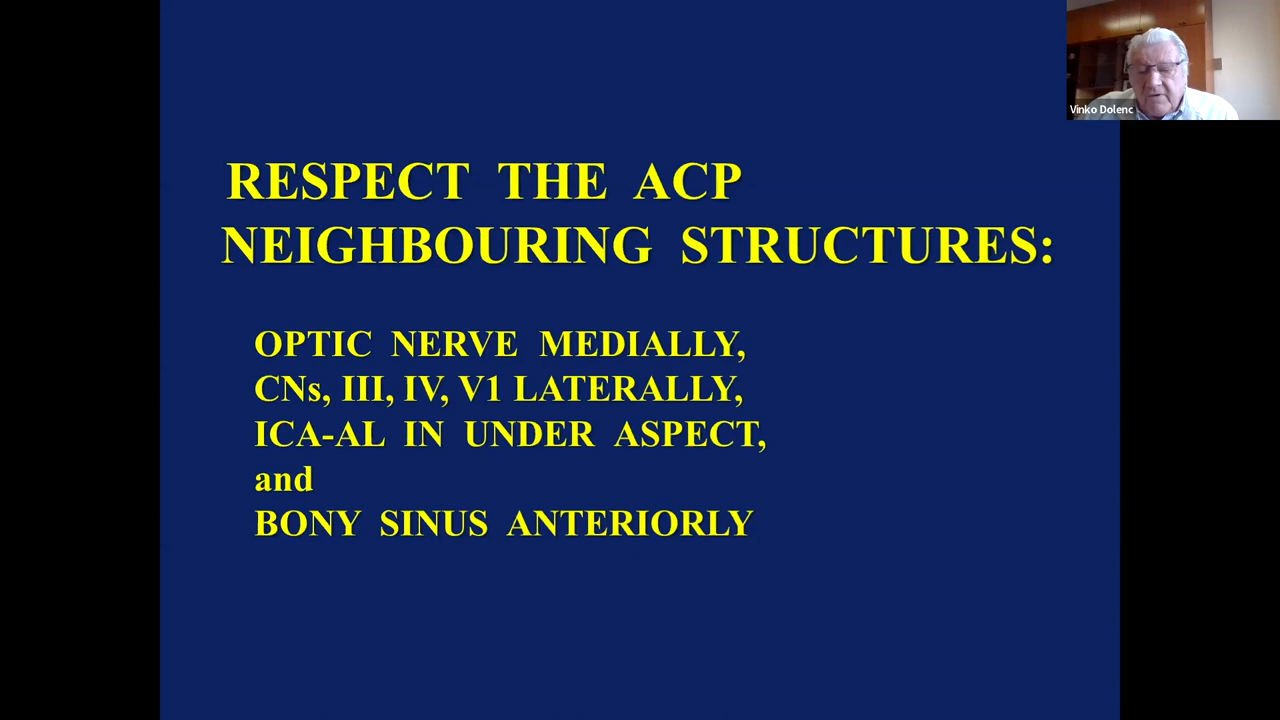 RESPECT THE ACP
NEIGHBOURING STRUCTURES:
OPTIC NERVE MEDIALLY,
CNs, III, IV, V1 LATERALLY,
ICA-AL IN UNDER ASPECT,
and
BONY SINUS ANTERIORLY
Vinko Dolenc